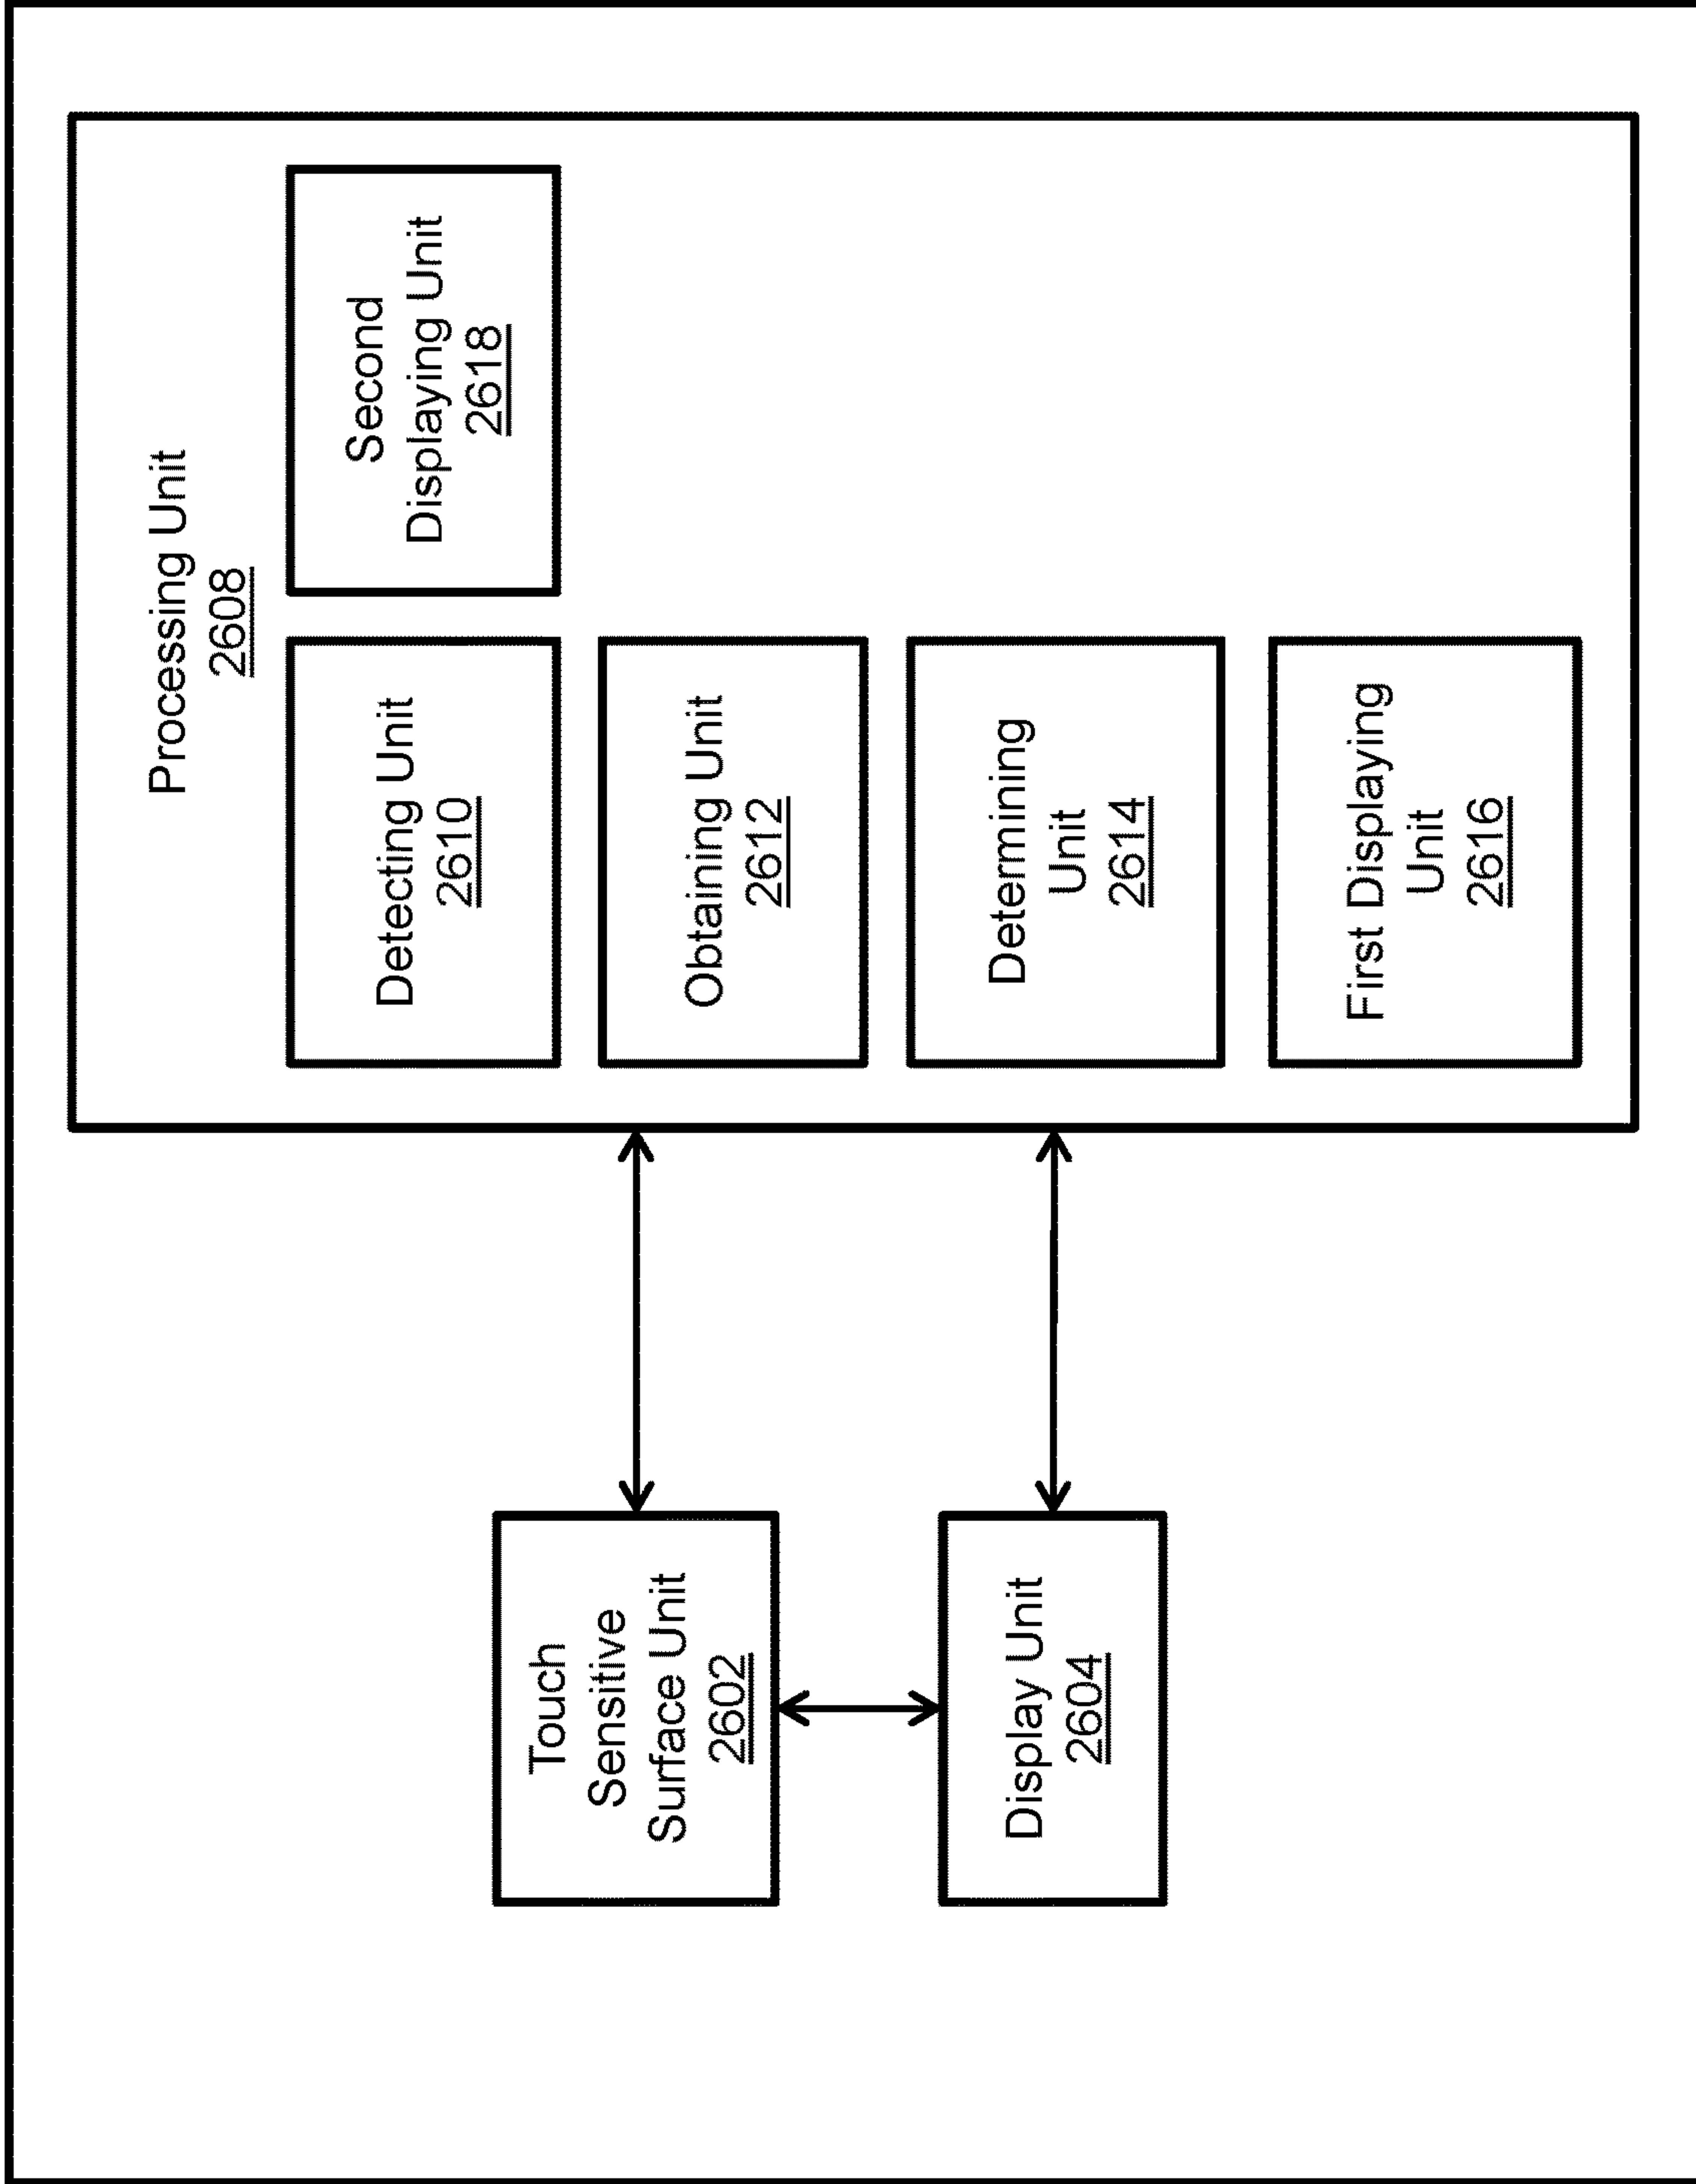 Processing Unit
2608
Detecting Unit
2610
Second
Displaying Unit
2618
Obtaining Unit
2612
Determining
Unit
2614
First Displaying
Unit
2616
Touch
Sensitive
Surface Unit
2602
Display Unit
2604